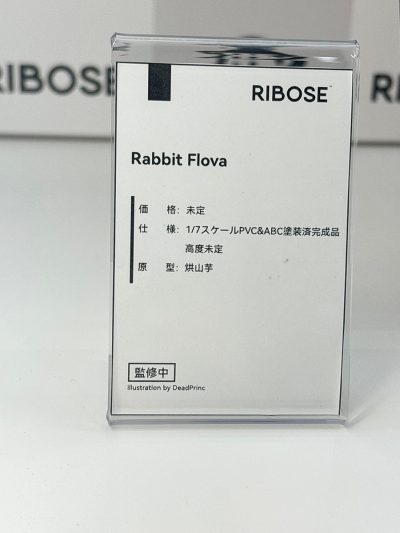 RIBOSE
R
RIBOSE™
Rabbit Flova
価 格：未定
仕 様：1/7スケールPVC&ABC塗装済完成品
高度未定
原 型：烘山芋
監修中
Illustration by DeadPrinc